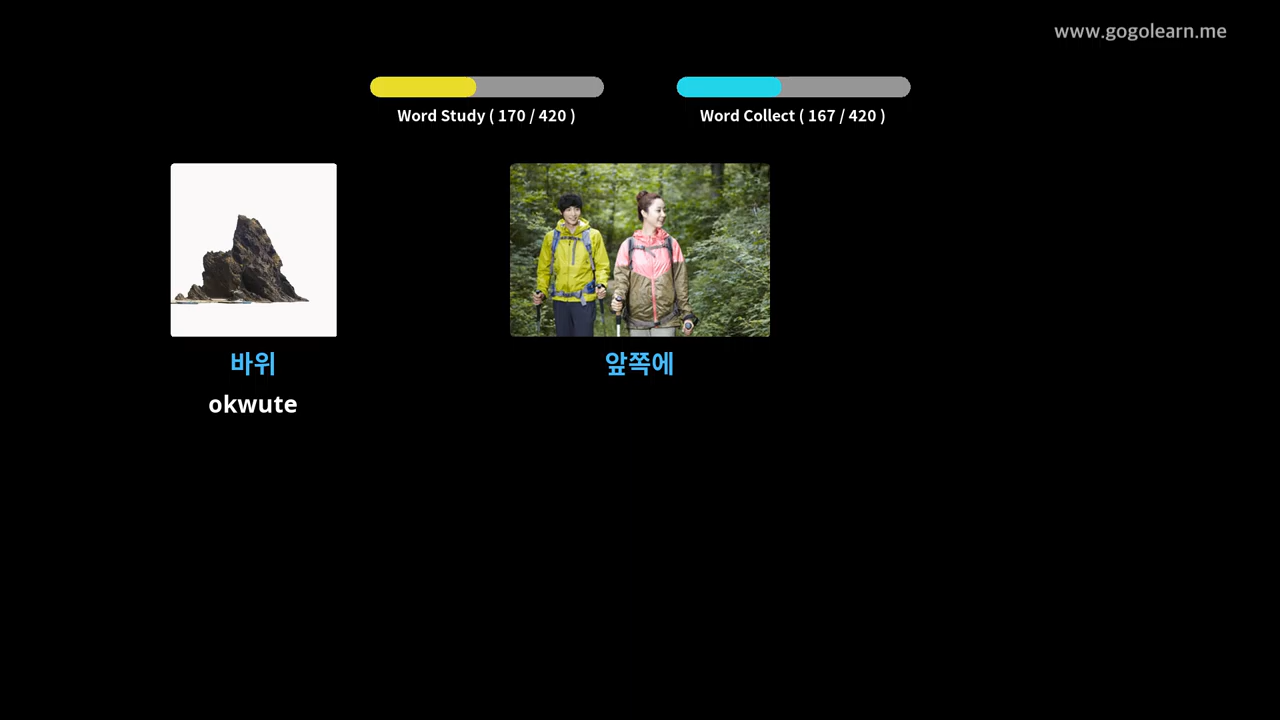 www.gogolearn.me
Word Study ( 170 / 420 )
Word Collect ( 167 / 420 )
바위
okwute
앞쪽에